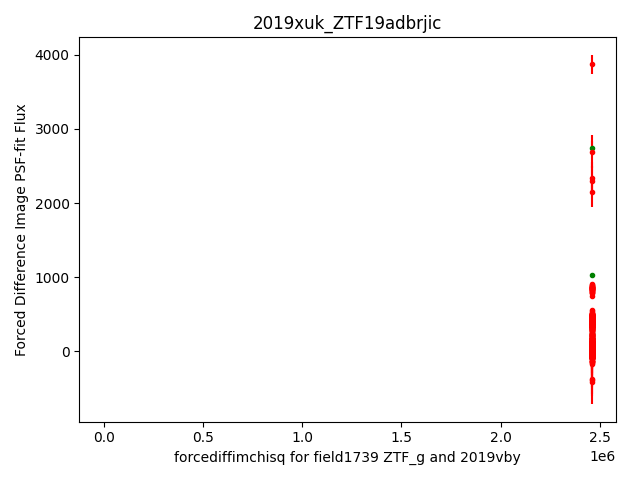 2019xuk_ZTF19adbrjic
Forced Difference Image PSF-fit Flux
4000
3000
2000
1000
0
0.0
0.5
1.0
1.5
2.0
2.5
1e6
forcediffimchisq for field1739 ZTF_g and 2019vby